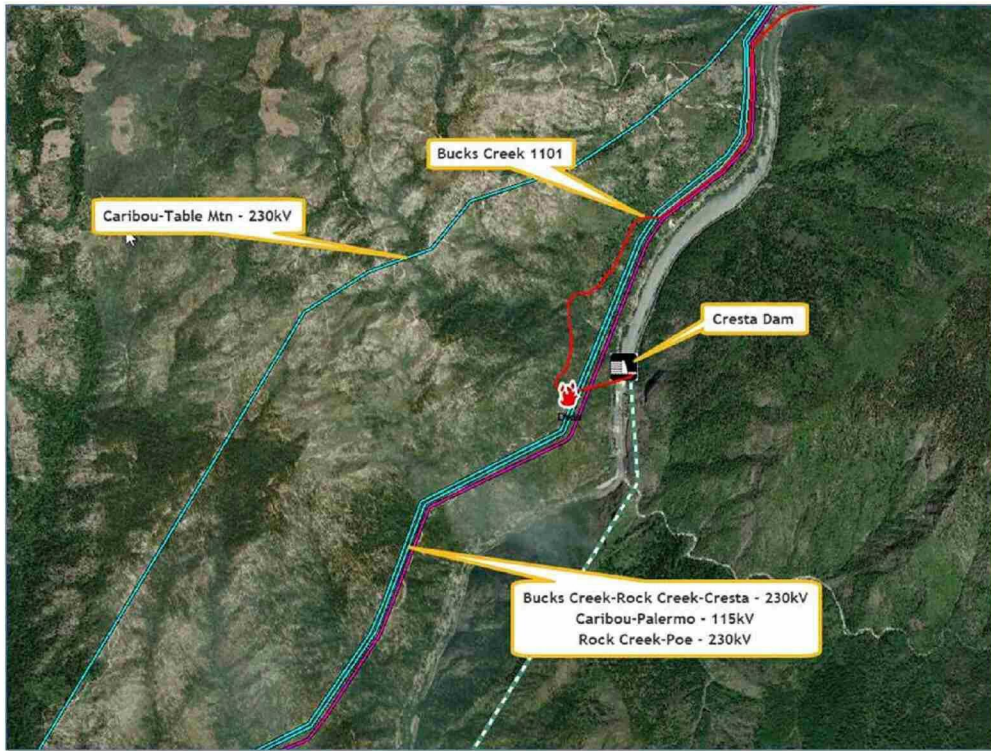 Bucks Creek 1101
Caribou-Table Mtn - 230kV
Cresta Dam
Bucks Creek-Rock Creek-Cresta - 230kV
Caribou-Palermo - 115kV
Rock Creek-Poe - 230kV